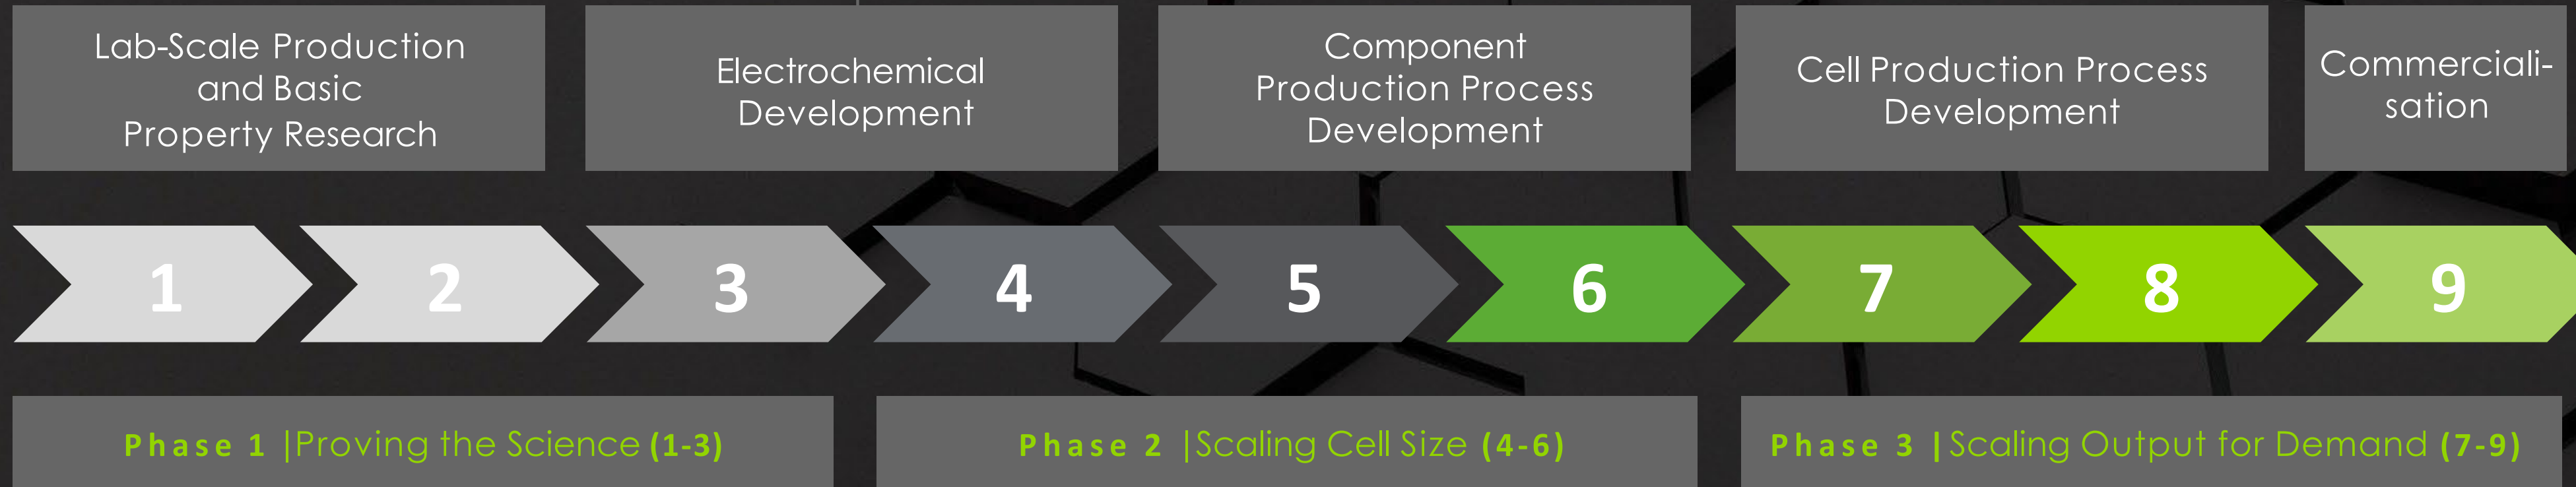 Lab-Scale Production
and Basic
Property Research
Electrochemical
Development
Component
Production Process
Development
Cell Production Process
Development
Commerciali-
sation
1
2
3
4
5
6
7
8
9
Phase 1 |Proving the Science (1-3)
Phase 2 |Scaling Cell Size (4-6)
Phase 3 |Scaling Output for Demand (7-9)